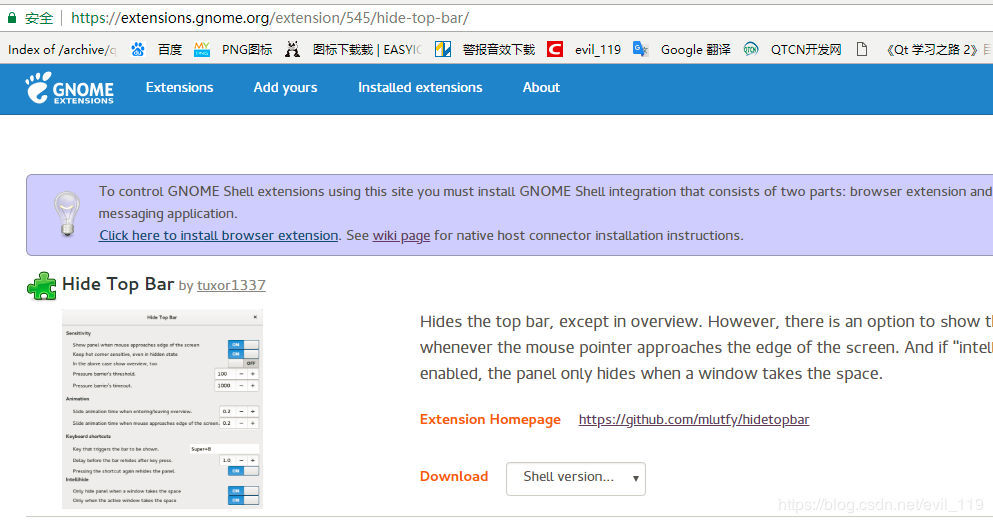 安全 https://extensions.gnome.org/extension/545/hide-top-bar/
Index of /archive/q 百度 PNG图标 图标下载载 | EASYIC 警报音效下载 evil_119 Google 翻译 QTCN开发网 《Qt 学习之路 2》目
GNOME EXTENSIONS Extensions Add yours Installed extensions About
To control GNOME Shell extensions using this site you must install GNOME Shell integration that consists of two parts: browser extension and
messaging application.
Click here to install browser extension. See wiki page for native host connector installation instructions.
Hide Top Bar by tuxor1337
Hide Top Bar
Sensitivity
Show panel when mouse approaches edge of the screen ON
Keep hot corner sensitive, even in hidden state ON
In the above case show overview, too. OFF
Pressure barrier's threshold. 100 - +
Pressure barrier's timeout. 1000 - +
Animation
Slide animation time when entering/leaving overview. 0.2 - +
Slide animation time when mouse approaches edge of the screen. 0.2 - +
Keyboard shortcuts
Key that triggers the bar to be shown. Super+B
Delay before the bar rehides after key press. 1.0 - +
Pressing the shortcut again rehides the panel. ON
Intellihide
Only hide panel when a window takes the space ON
Only when the active window takes the space ON
Hides the top bar, except in overview. However, there is an option to show th
whenever the mouse pointer approaches the edge of the screen. And if "intell
enabled, the panel only hides when a window takes the space.
Extension Homepage https://github.com/mlutfy/hidetopbar
Download Shell version...
https://blog.csdn.net/evil_119